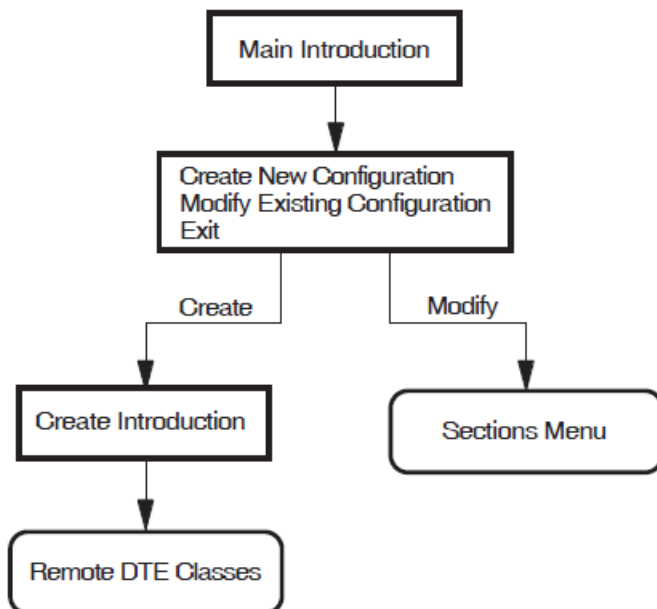 Main Introduction
Create New Configuration
Modify Existing Configuration
Exit
Create
Modify
Create Introduction
Sections Menu
Remote DTE Classes